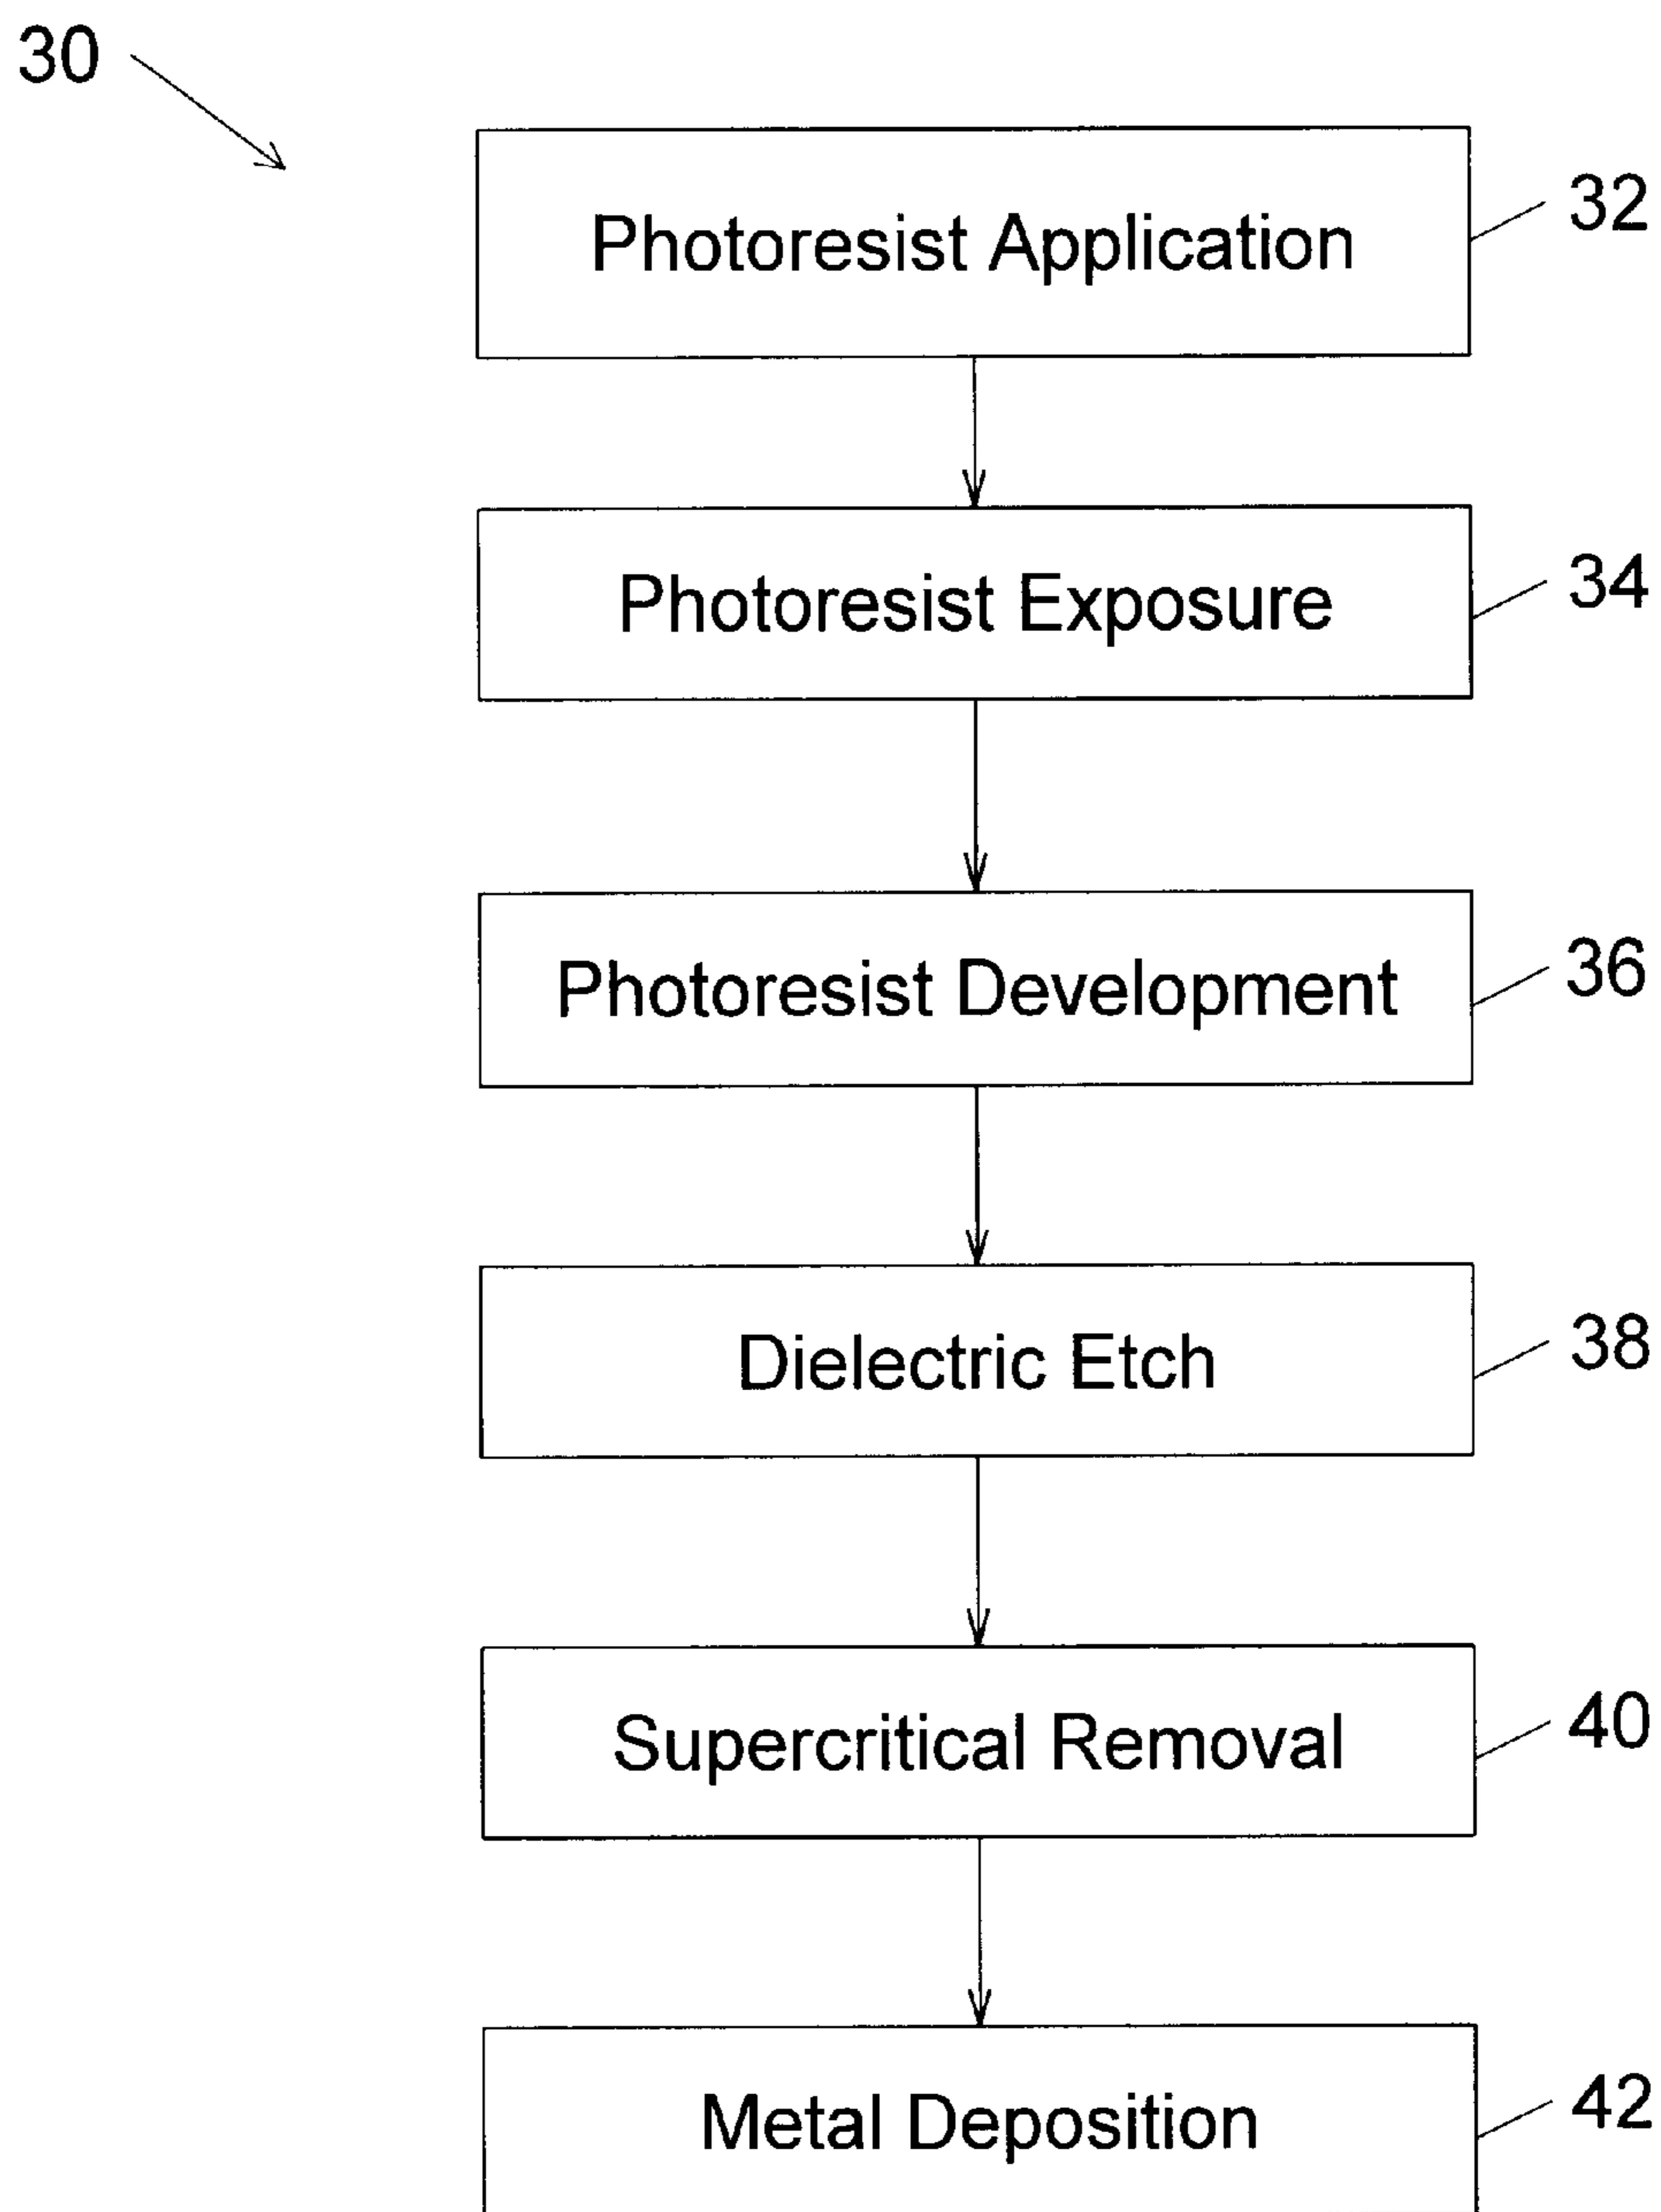 30
Photoresist Application
32
Photoresist Exposure
34
Photoresist Development
36
Dielectric Etch
38
Supercritical Removal
40
Metal Deposition
42